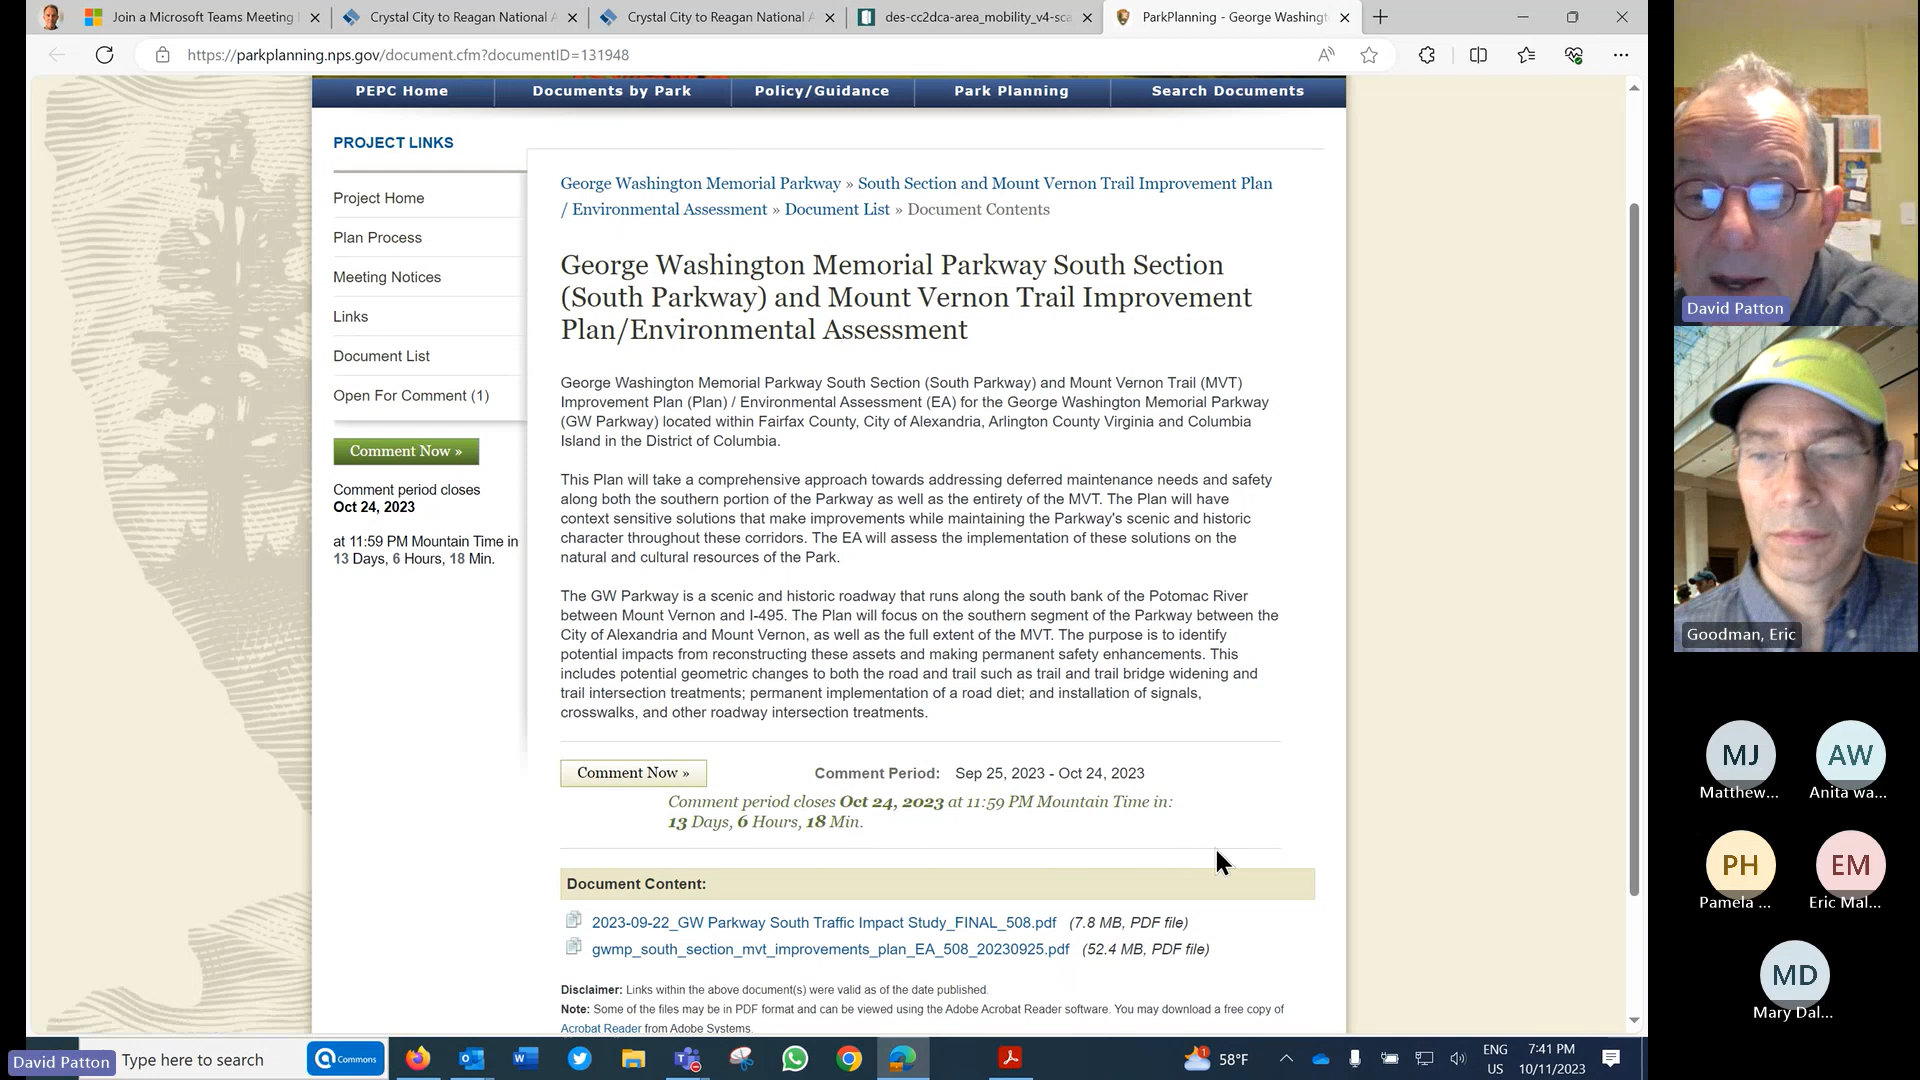 Join a Microsoft Teams Meeting
Crystal City to Reagan National A
Crystal City to Reagan National A
des-cc2dca-area_mobility_v4-sca
ParkPlanning - George Washingt
https://parkplanning.nps.gov/document.cfm?documentID=131948
PEPC Home
Documents by Park
Policy/Guidance
Park Planning
Search Documents
PROJECT LINKS
Project Home
Plan Process
Meeting Notices
Links
Document List
Open For Comment (1)
Comment Now »
Comment period closes
Oct 24, 2023
at 11:59 PM Mountain Time in
13 Days, 6 Hours, 18 Min.
George Washington Memorial Parkway » South Section and Mount Vernon Trail Improvement Plan
/ Environmental Assessment » Document List » Document Contents
George Washington Memorial Parkway South Section
(South Parkway) and Mount Vernon Trail Improvement
Plan/Environmental Assessment
George Washington Memorial Parkway South Section (South Parkway) and Mount Vernon Trail (MVT)
Improvement Plan (Plan) / Environmental Assessment (EA) for the George Washington Memorial Parkway
(GW Parkway) located within Fairfax County, City of Alexandria, Arlington County Virginia and Columbia
Island in the District of Columbia.
This Plan will take a comprehensive approach towards addressing deferred maintenance needs and safety
along both the southern portion of the Parkway as well as the entirety of the MVT. The Plan will have
context sensitive solutions that make improvements while maintaining the Parkway's scenic and historic
character throughout these corridors. The EA will assess the implementation of these solutions on the
natural and cultural resources of the Park.
The GW Parkway is a scenic and historic roadway that runs along the south bank of the Potomac River
between Mount Vernon and I-495. The Plan will focus on the southern segment of the Parkway between the
City of Alexandria and Mount Vernon, as well as the full extent of the MVT. The purpose is to identify
potential impacts from reconstructing these assets and making permanent safety enhancements. This
includes potential geometric changes to both the road and trail such as trail and trail bridge widening and
trail intersection treatments; permanent implementation of a road diet; and installation of signals,
crosswalks, and other roadway intersection treatments.
Comment Now »
Comment Period: Sep 25, 2023 - Oct 24, 2023
Comment period closes Oct 24, 2023 at 11:59 PM Mountain Time in:
13 Days, 6 Hours, 18 Min.
Document Content:
2023-09-22_GW Parkway South Traffic Impact Study_FINAL_508.pdf (7.8 MB, PDF file)
gwmp_south_section_mvt_improvements_plan_EA_508_20230925.pdf (52.4 MB, PDF file)
Disclaimer: Links within the above document(s) were valid as of the date published.
Note: Some of the files may be in PDF format and can be viewed using the Adobe Acrobat Reader software. You may download a free copy of
Acrobat Reader from Adobe Systems.
David Patton
Goodman, Eric
MJ
Matthew...
AW
Anita wa...
PH
Pamela ...
EM
Eric Mal...
MD
Mary Dal...
David Patton
Type here to search
Commons
1
58°F
ENG
US
7:41 PM
10/11/2023